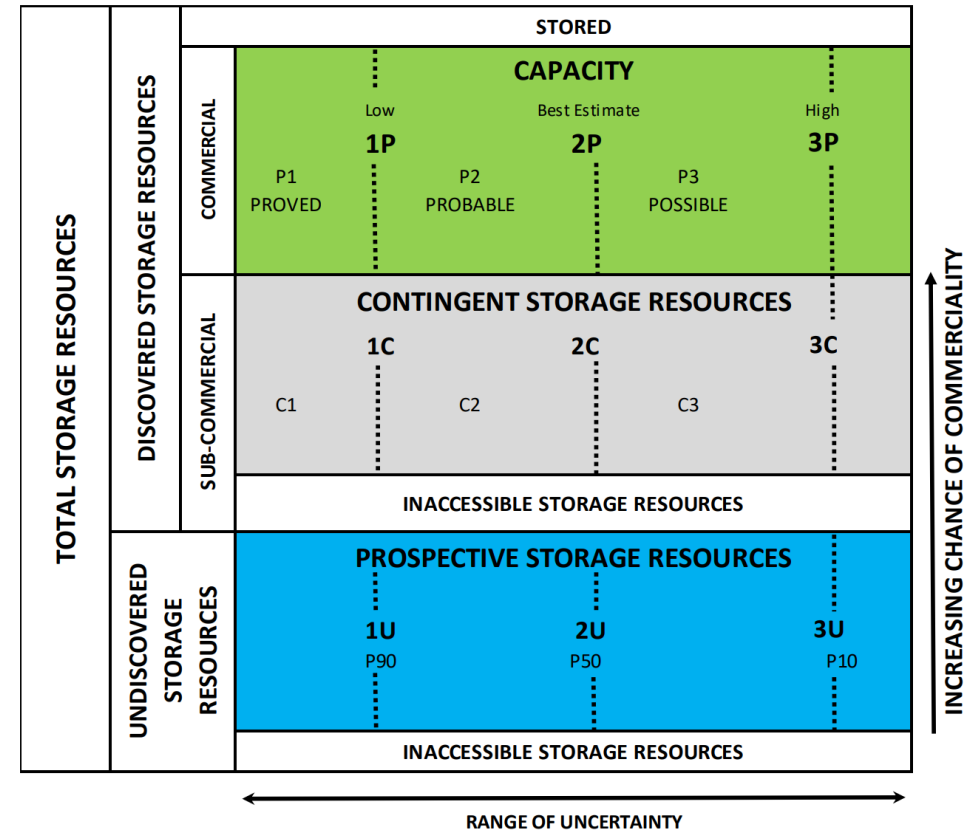 TOTAL STORAGE RESOURCES
DISCOVERED STORAGE RESOURCES
STORED
COMMERCIAL
CAPACITY
Low
Best Estimate
High
1P
2P
3P
P1
P2
P3
PROVED
PROBABLE
POSSIBLE
SUB-COMMERCIAL
CONTINGENT STORAGE RESOURCES
1C
2C
3C
C1
C2
C3
INACCESSIBLE STORAGE RESOURCES
UNDISCOVERED
STORAGE
RESOURCES
PROSPECTIVE STORAGE RESOURCES
1U
2U
3U
P90
P50
P10
INACCESSIBLE STORAGE RESOURCES
INCREASING CHANCE OF COMMERCIALITY
RANGE OF UNCERTAINTY